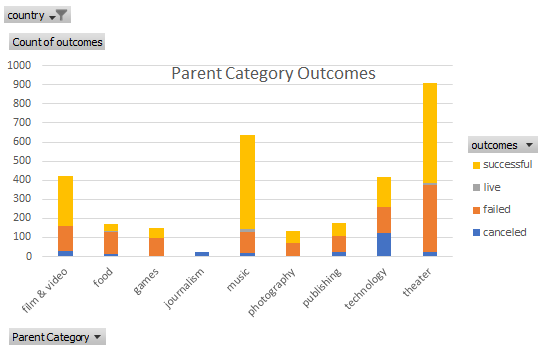 country
Count of outcomes
Parent Category Outcomes
1000
900
800
700
600
500
400
300
200
100
0
film & video
food
games
journalism
music
photography
publishing
technology
theater
outcomes
successful
live
failed
canceled
Parent Category